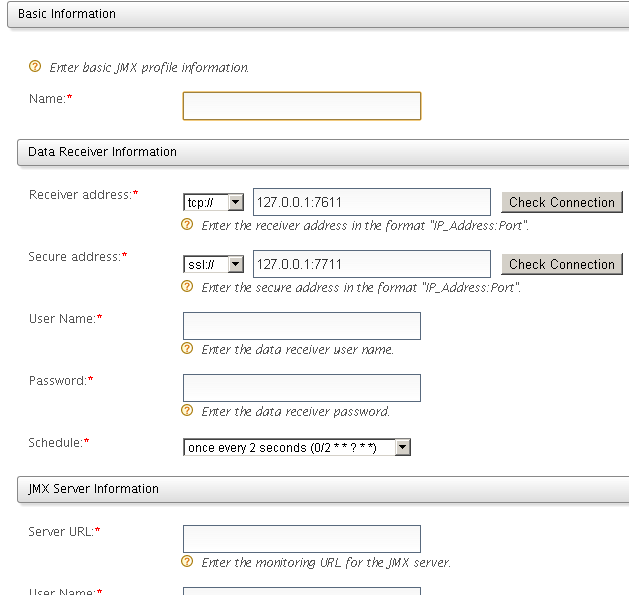 Basic Information
Enter basic JMX profile information.
Name:*
Data Receiver Information
Receiver address:* tcp:// 127.0.0.1:7611 Check Connection
Enter the receiver address in the format "IP_Address:Port".
Secure address:* ssl:// 127.0.0.1:7711 Check Connection
Enter the secure address in the format "IP_Address:Port".
User Name:*
Enter the data receiver user name.
Password:*
Enter the data receiver password.
Schedule:* once every 2 seconds (0/2 * * ? * *)
JMX Server Information
Server URL:*
Enter the monitoring URL for the JMX server.
User Name:*